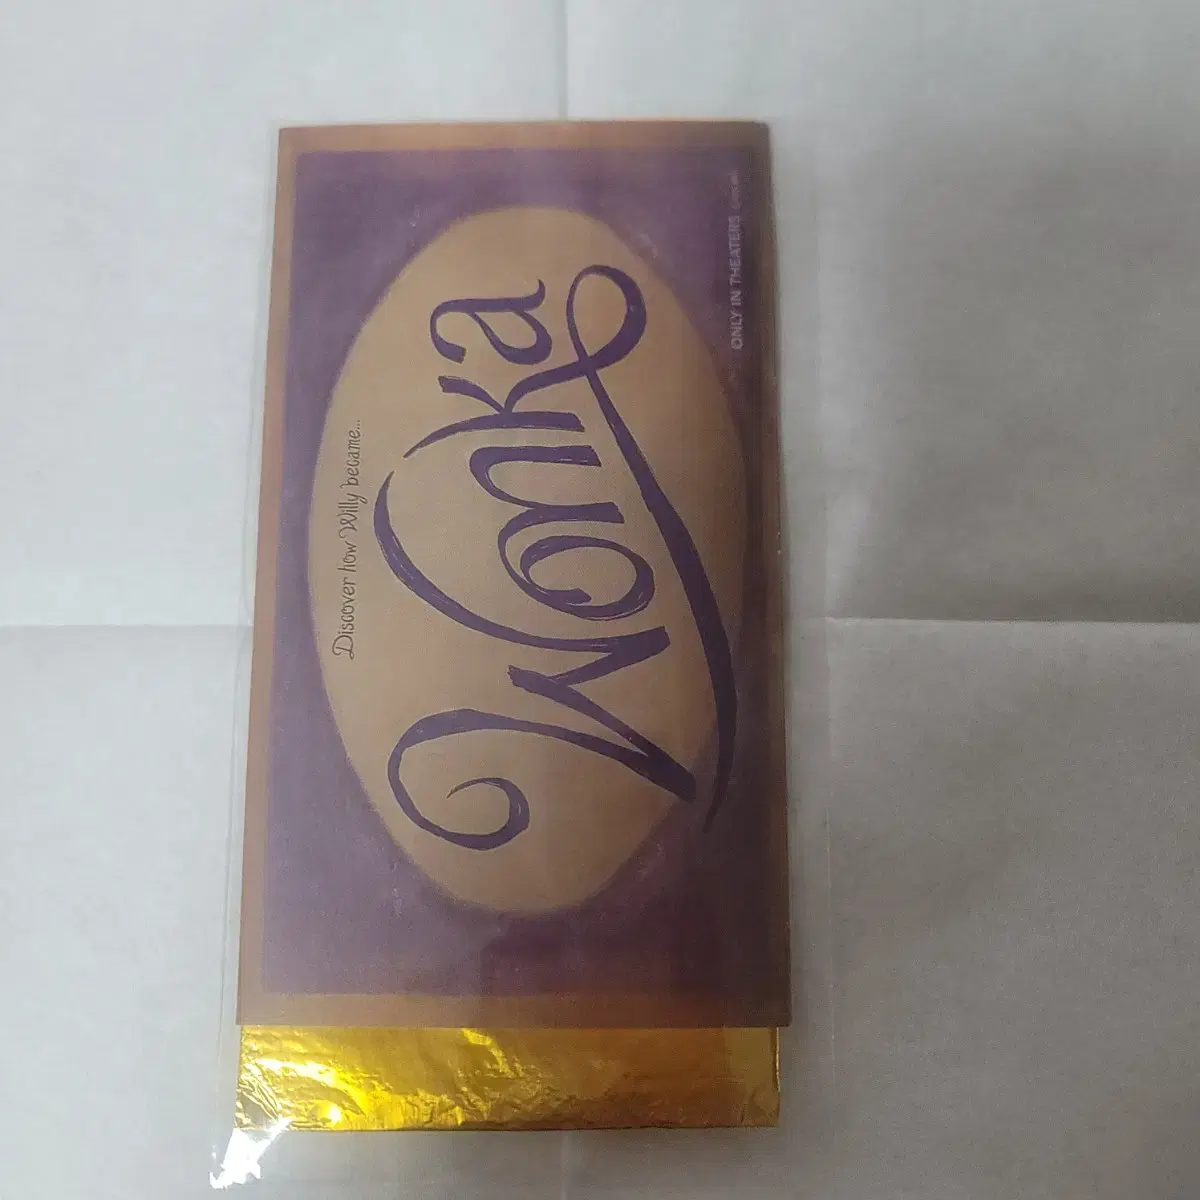 Discover how Willy became...
Wonka
ONLY IN THEATERS